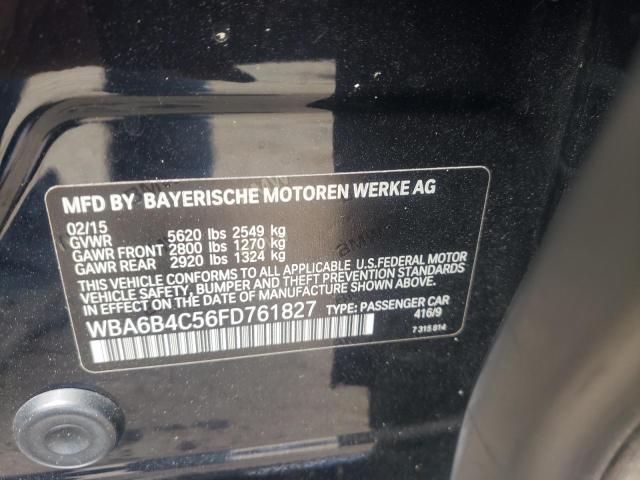 MFD BY BAYERISCHE MOTOREN WERKE AG
02/15
GVWR 5620 lbs 2549 kg
GAWR FRONT 2800 lbs 1270 kg
GAWR REAR 2920 lbs 1324 kg
THIS VEHICLE CONFORMS TO ALL APPLICABLE U.S.FEDERAL MOTOR
VEHICLE SAFETY, BUMPER AND THEFT PREVENTION STANDARDS
IN EFFECT ON THE DATE OF MANUFACTURE SHOWN ABOVE.
WBA6B4C56FD761827 TYPE: PASSENGER CAR
416/9
7 315 814